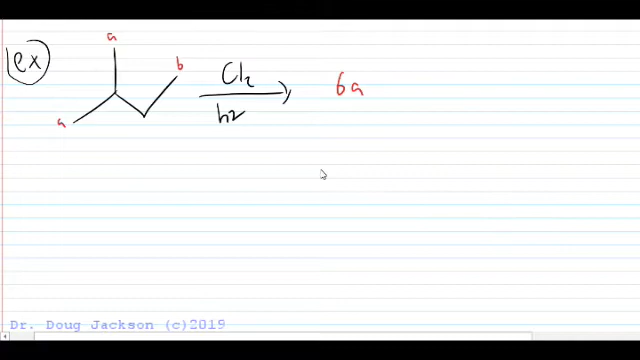 ex
a
b
a
Cl2
hν
6a
Dr. Doug Jackson (c)2019